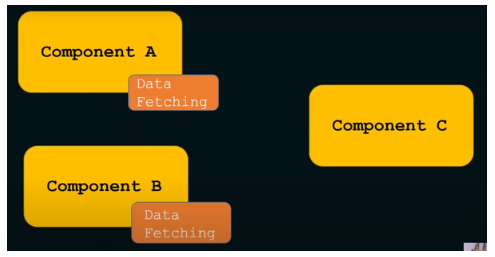 Component A
Data
Fetching
Component C
Component B
Data
Fetching